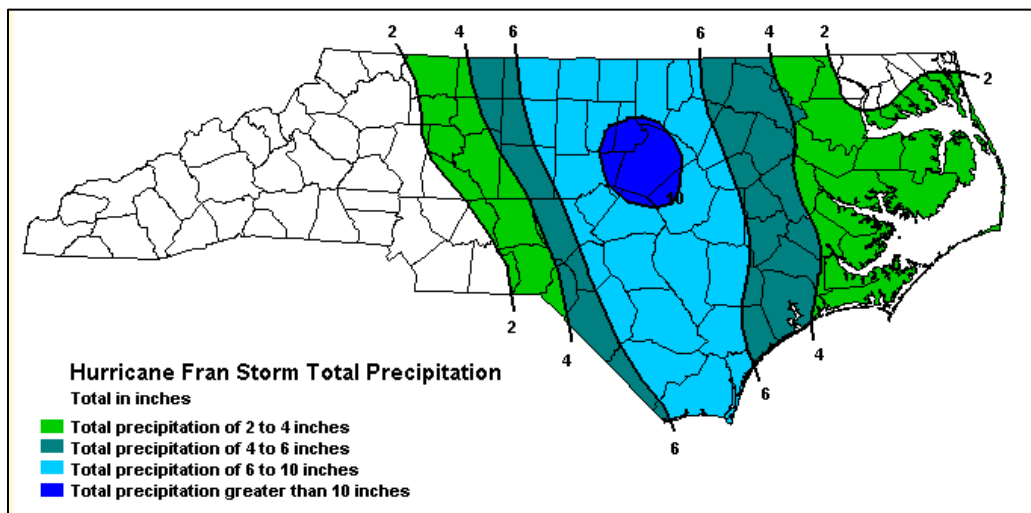 2 4 6 6 4 2
2
10
2
4
4
6
6
Hurricane Fran Storm Total Precipitation
Total in inches
Total precipitation of 2 to 4 inches
Total precipitation of 4 to 6 inches
Total precipitation of 6 to 10 inches
Total precipitation greater than 10 inches